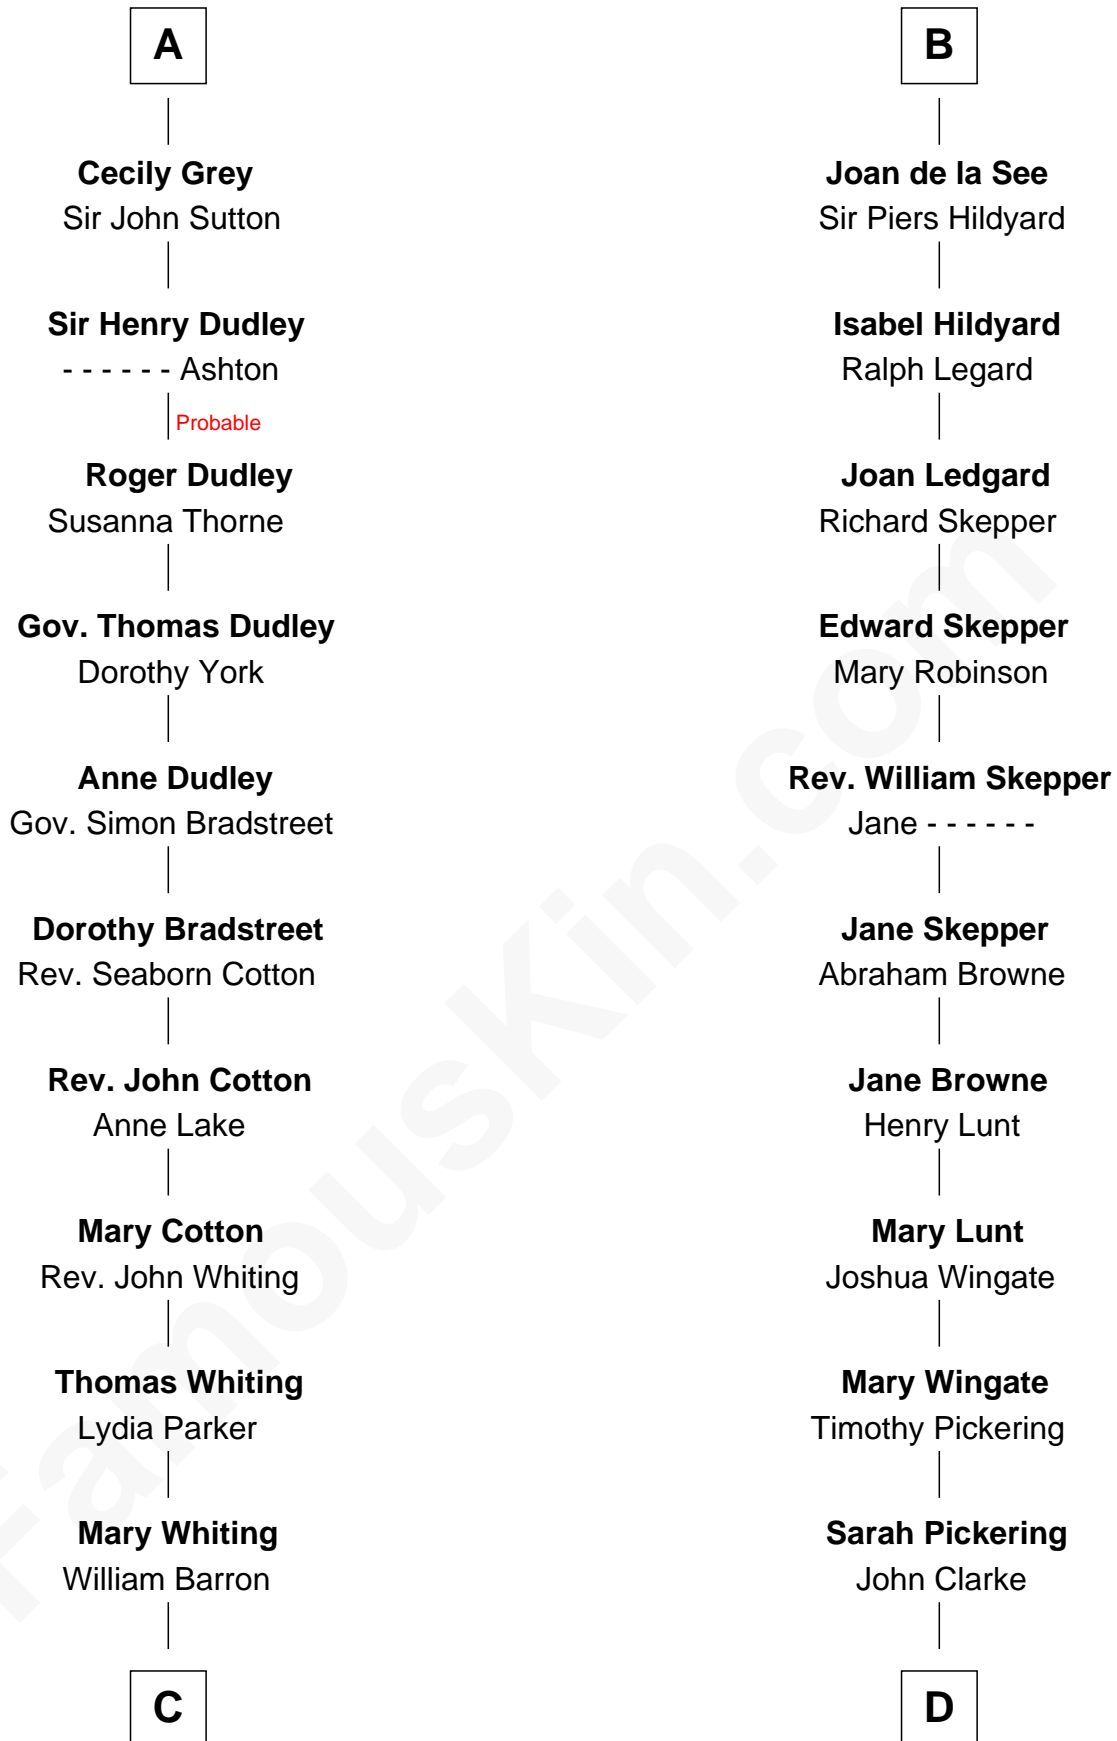 A
Cecily Grey
Sir John Sutton
Sir Henry Dudley
- - - - - - Ashton
Probable
Roger Dudley
Susanna Thorne
Gov. Thomas Dudley
Dorothy York
Anne Dudley
Gov. Simon Bradstreet
Dorothy Bradstreet
Rev. Seaborn Cotton
Rev. John Cotton
Anne Lake
Mary Cotton
Rev. John Whiting
Thomas Whiting
Lydia Parker
Mary Whiting
William Barron
C
B
Joan de la See
Sir Piers Hildyard
Isabel Hildyard
Ralph Legard
Joan Ledgard
Richard Skepper
Edward Skepper
Mary Robinson
Rev. William Skepper
Jane - - - - - -
Jane Skepper
Abraham Browne
Jane Browne
Henry Lunt
Mary Lunt
Joshua Wingate
Mary Wingate
Timothy Pickering
Sarah Pickering
John Clarke
D
FamousKin.com